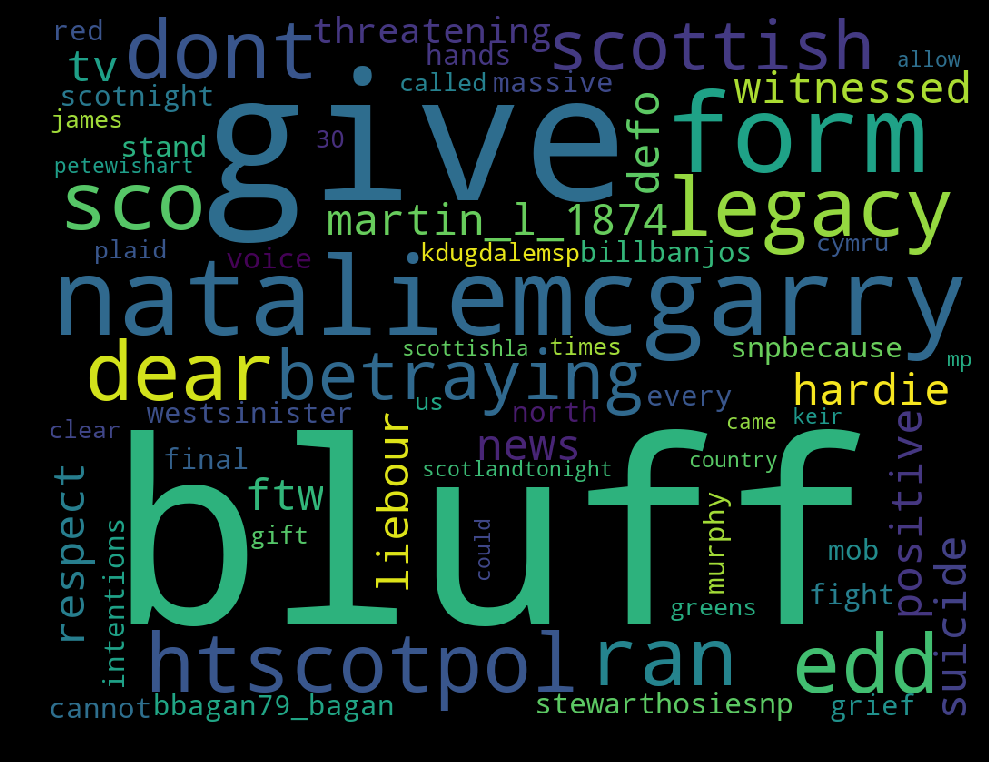 red
dont
threatening
scottish
tv
hands
allow
scotnight
called
massive
witnessed
james
give
30
defo
form
stand
petewishart
sco
martin_l_1874
legacy
plaid
voice
kdugdalemsp
billbanjos
cymru
nataliemcgarry
dear
betraying
scottishla
times
snpbecause
mp
us
every
hardie
westsinister
north
came
keir
clear
news
final
scotlandtonight
country
positive
respect
ftw
liebour
bluff
gift
could
murphy
mob
suicide
intentions
greens
fight
htscotpol
ran
edd
cannot
bbagan79_bagan
stewarthosiesnp
grief